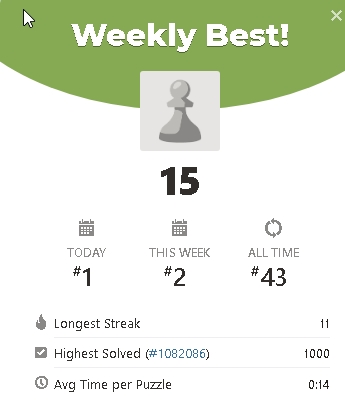 Weekly Best!
15
TODAY THIS WEEK ALL TIME
#1 #2 #43
Longest Streak 11
Highest Solved (#1082086) 1000
Avg Time per Puzzle 0:14